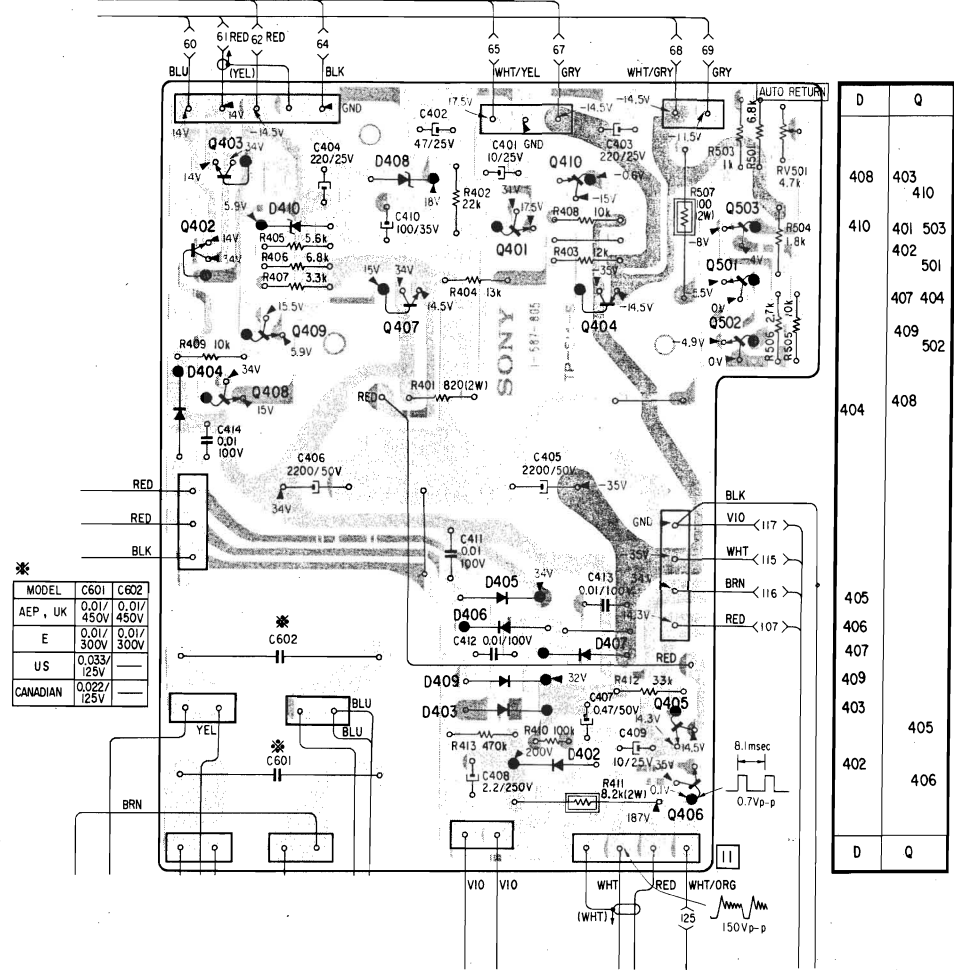 60 61 RED 62 RED 64 65 67 68 69
BLU (YEL) BLK WHT/YEL GRY WHT/GRY GRY
AUTO RETURN
14V 14V -14.5V GND
17.5V GND -14.5V
-14.5V -11.5V
C402
47/25V
C401
10/25V
C403
220/25V
R503
1k
R501
6.8k
RV501
4.7k
Q403
34V
14V
C404
220/25V
D408
18V
R402
22k
Q410
-0.6V
-15V
R507
100
(2W)
-8V
Q503
-4V
R504
1.8k
5.9V
D410
C410
100/35V
31V
17.5V
Q401
R408 10k
Q402
14V
34V
R405 5.6k
R406 6.8k
R407 3.3k
R403 12k
-35V
15V 34V
14.5V
R404 13k
Q407
-14.5V
Q404
Q501
5.5V
0V
Q502
-4.9V
0V
2.7k
R506
10k
R505
15.5V
Q409
5.9V
R409 10k
D404
34V
Q408
15V
SONY
1-587-805
R401 820(2W)
RED
C414
0.01
100V
C406
2200/50V
34V
C405
2200/50V
-35V
RED
RED
BLK
C411
0.01
100V
GND
35V
34V
14.3V
BLK
VIO 117
WHT 115
BRN 116
RED 107
D405
34V
C413
0.01/100V
D406
C412 0.01/100V
D407
RED
※
MODEL C601 C602
AEP, UK 0.01/450V 0.01/450V
E 0.01/300V 0.01/300V
US 0.033/125V —
CANADIAN 0.022/125V —
※
C602
D409
32V
R412 33k
D403
C407
0.47/50V
Q405
14.3V
14.5V
YEL
BLU
BLU
※
C601
R413 470k
R410 100k
200V
C409
10/25V
35V
D402
C408
2.2/250V
R411
8.2k(2W)
187V
0.1V
Q406
8.1msec
0.7Vp-p
BRN
11
VIO VIO WHT RED WHT/ORG
(WHT)
125
150Vp-p
D Q
408 403
410
410 401 503
402
501
407 404
409
502
404 408
405
406
407
409
403
405
402
406
D Q